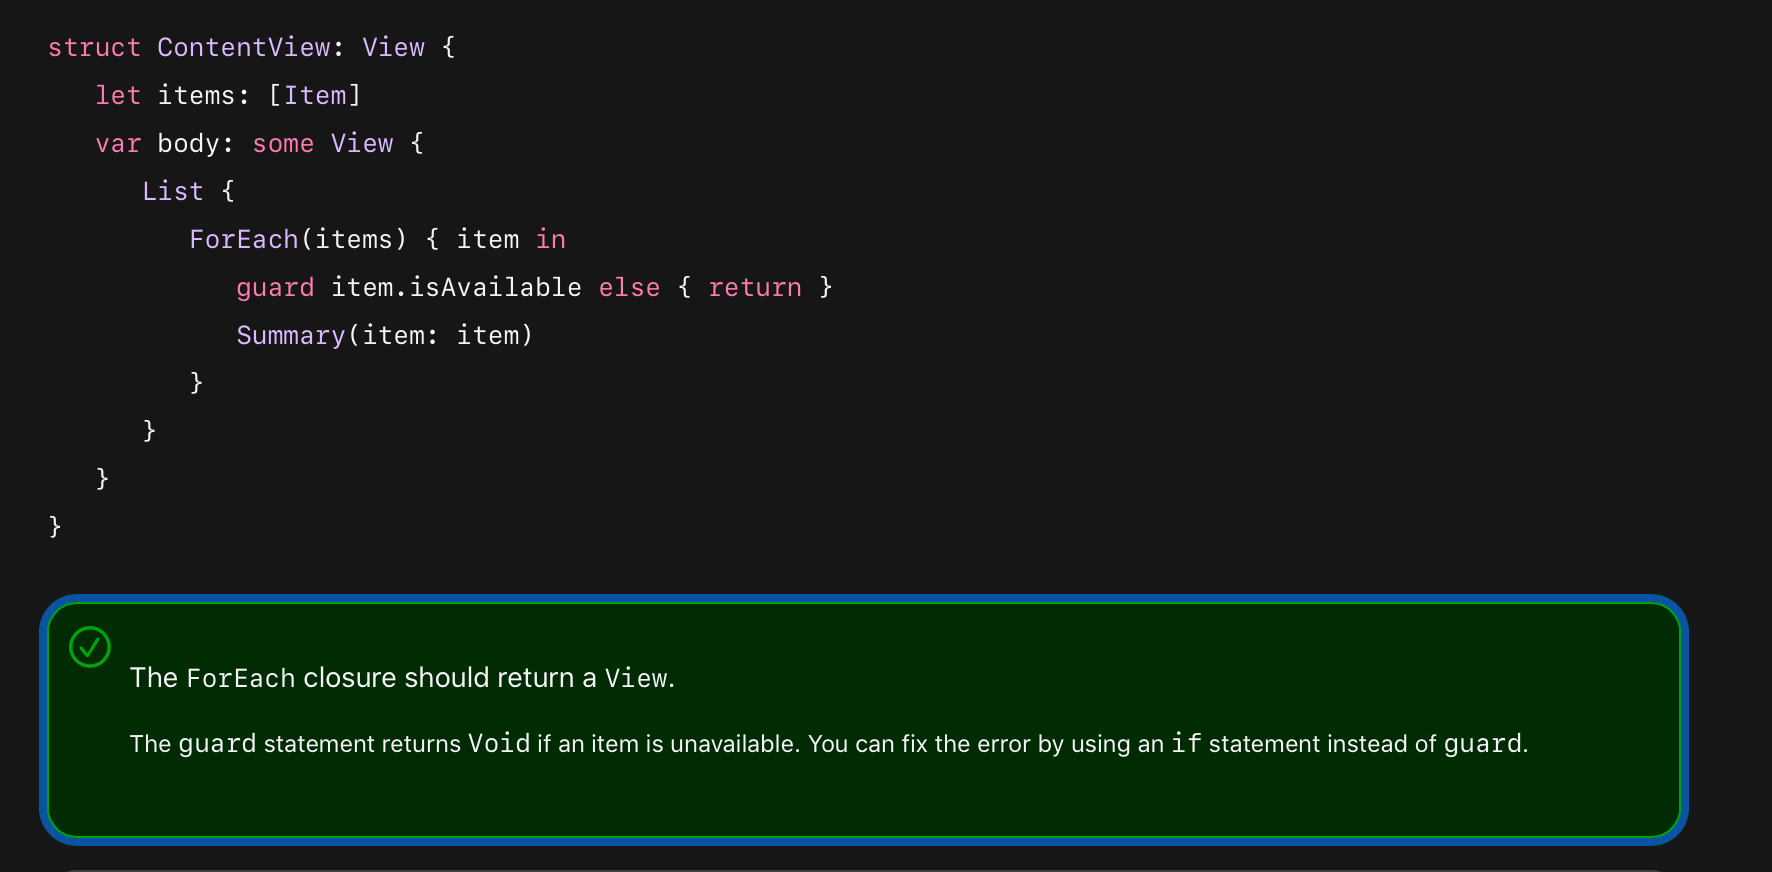 struct ContentView: View {
   let items: [Item]
   var body: some View {
      List {
         ForEach(items) { item in
            guard item.isAvailable else { return }
            Summary(item: item)
         }
      }
   }
}
The ForEach closure should return a View.
The guard statement returns Void if an item is unavailable. You can fix the error by using an if statement instead of guard.